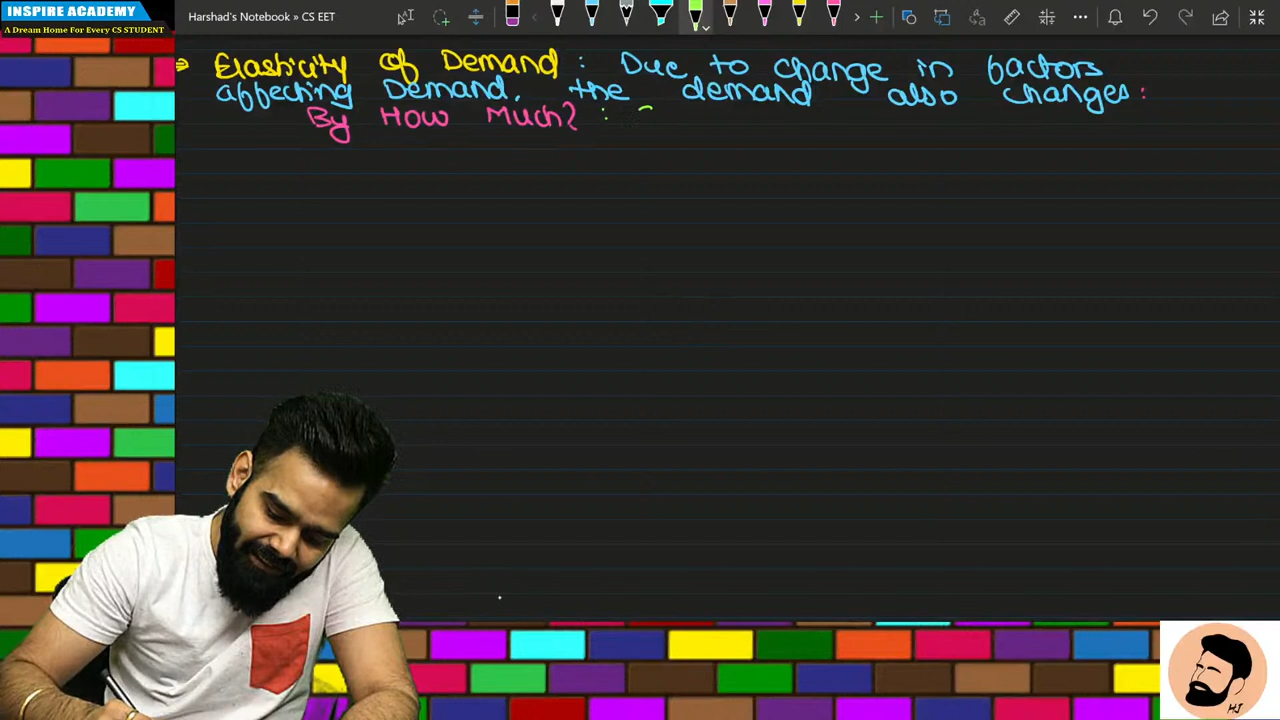 INSPIRE ACADEMY
A Dream Home For Every CS STUDENT
Harshad's Notebook » CS EET
⇒ Elasticity Of Demand : Due to change in factors
affecting Demand, the demand also changes :
By How Much? :
HJ